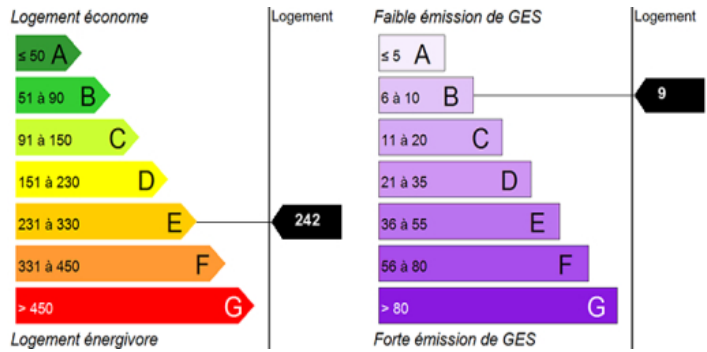 Logement économe
Logement
≤ 50 A
51 à 90 B
91 à 150 C
151 à 230 D
231 à 330 E
242
331 à 450 F
> 450 G
Logement énergivore
Faible émission de GES
Logement
≤ 5 A
6 à 10 B
9
11 à 20 C
21 à 35 D
36 à 55 E
56 à 80 F
> 80 G
Forte émission de GES